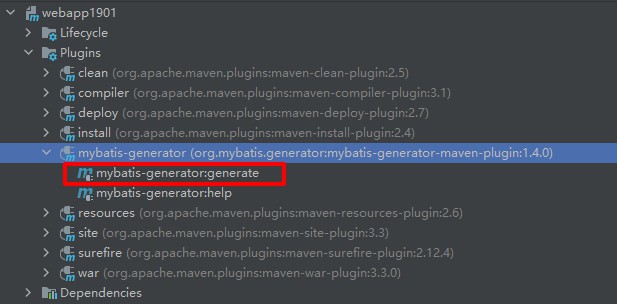 webapp1901
Lifecycle
Plugins
clean (org.apache.maven.plugins:maven-clean-plugin:2.5)
compiler (org.apache.maven.plugins:maven-compiler-plugin:3.1)
deploy (org.apache.maven.plugins:maven-deploy-plugin:2.7)
install (org.apache.maven.plugins:maven-install-plugin:2.4)
mybatis-generator (org.mybatis.generator:mybatis-generator-maven-plugin:1.4.0)
mybatis-generator:generate
mybatis-generator:help
resources (org.apache.maven.plugins:maven-resources-plugin:2.6)
site (org.apache.maven.plugins:maven-site-plugin:3.3)
surefire (org.apache.maven.plugins:maven-surefire-plugin:2.12.4)
war (org.apache.maven.plugins:maven-war-plugin:3.3.0)
Dependencies